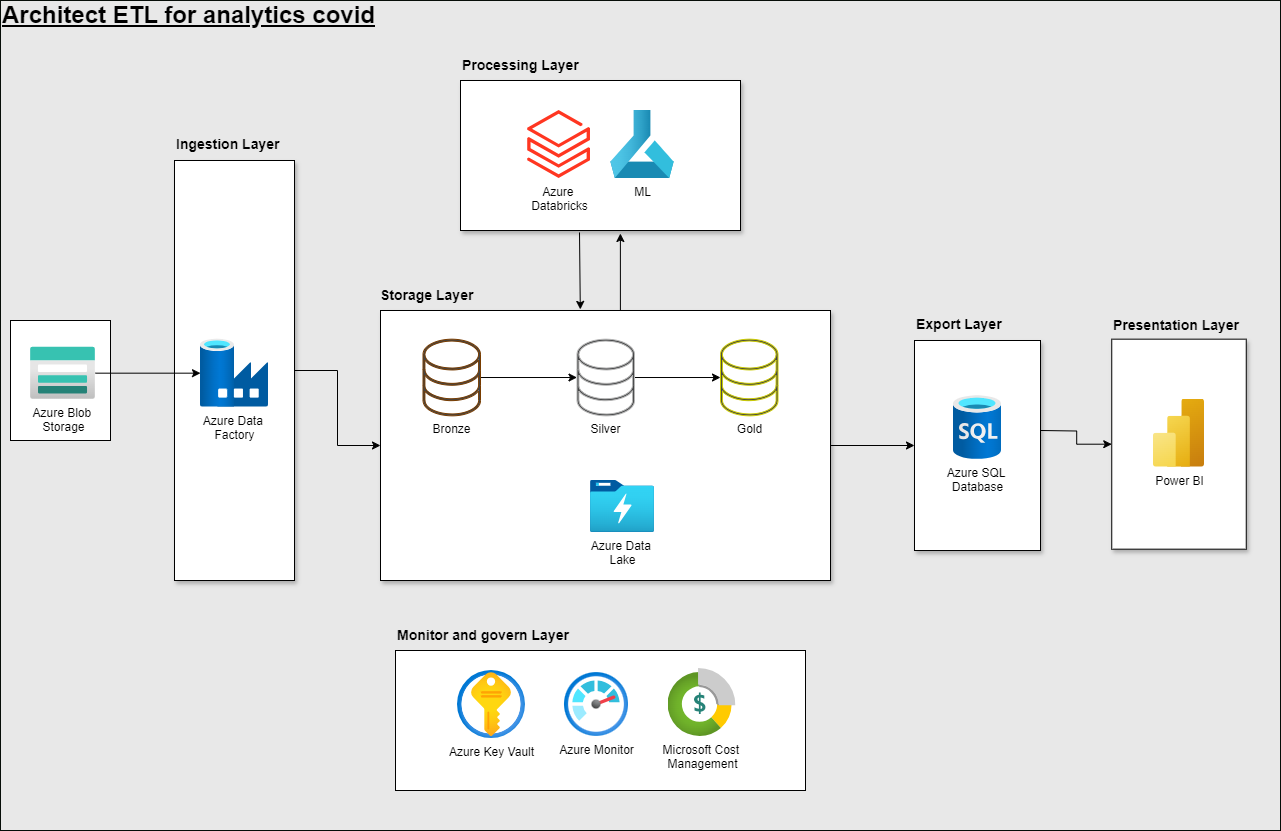 Architect ETL for analytics covid
Processing Layer
Azure
Databricks
ML
Ingestion Layer
Azure Blob
Storage
Azure Data
Factory
Storage Layer
Bronze
Silver
Gold
Azure Data
Lake
Export Layer
SQL
Azure SQL
Database
Presentation Layer
Power BI
Monitor and govern Layer
Azure Key Vault
Azure Monitor
$
Microsoft Cost
Management